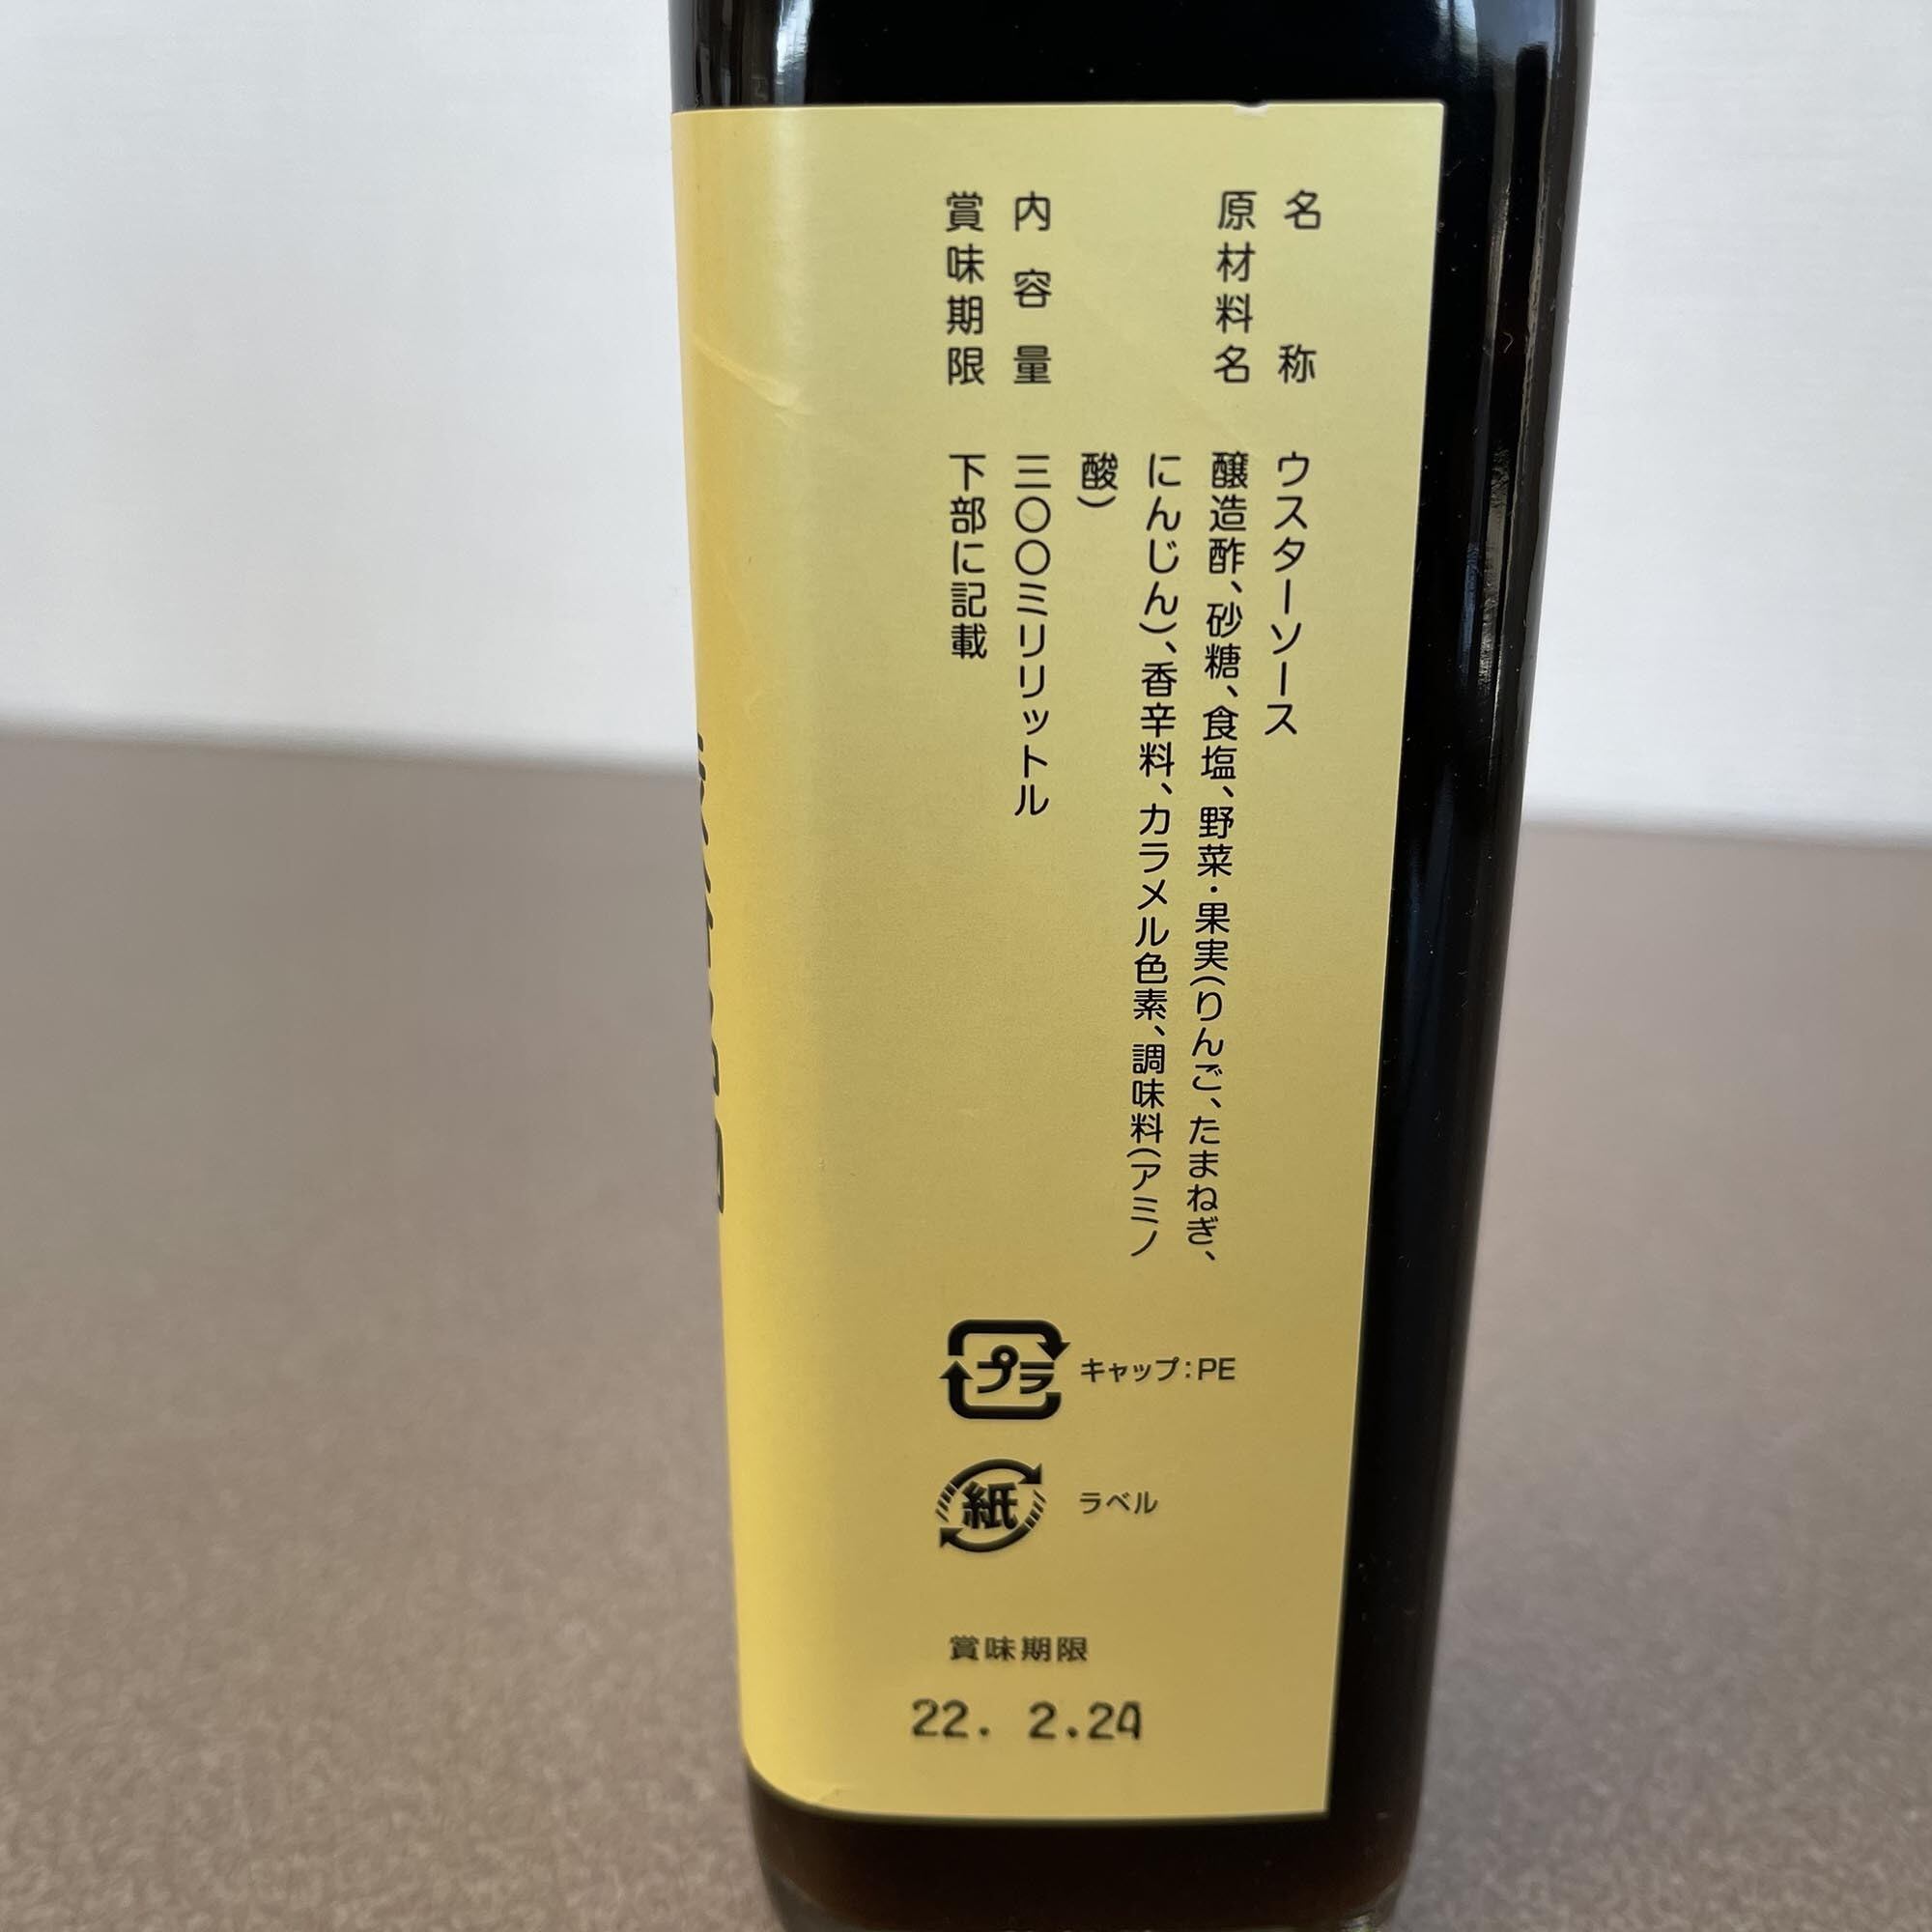 名称 ウスターソース
原材料名 醸造酢、砂糖、食塩、野菜・果実(りんご、たまねぎ、
にんじん)、香辛料、カラメル色素、調味料(アミノ
酸)
内容量 三〇〇ミリリットル
賞味期限 下部に記載
プラ キャップ:PE
紙 ラベル
賞味期限
22. 2.24